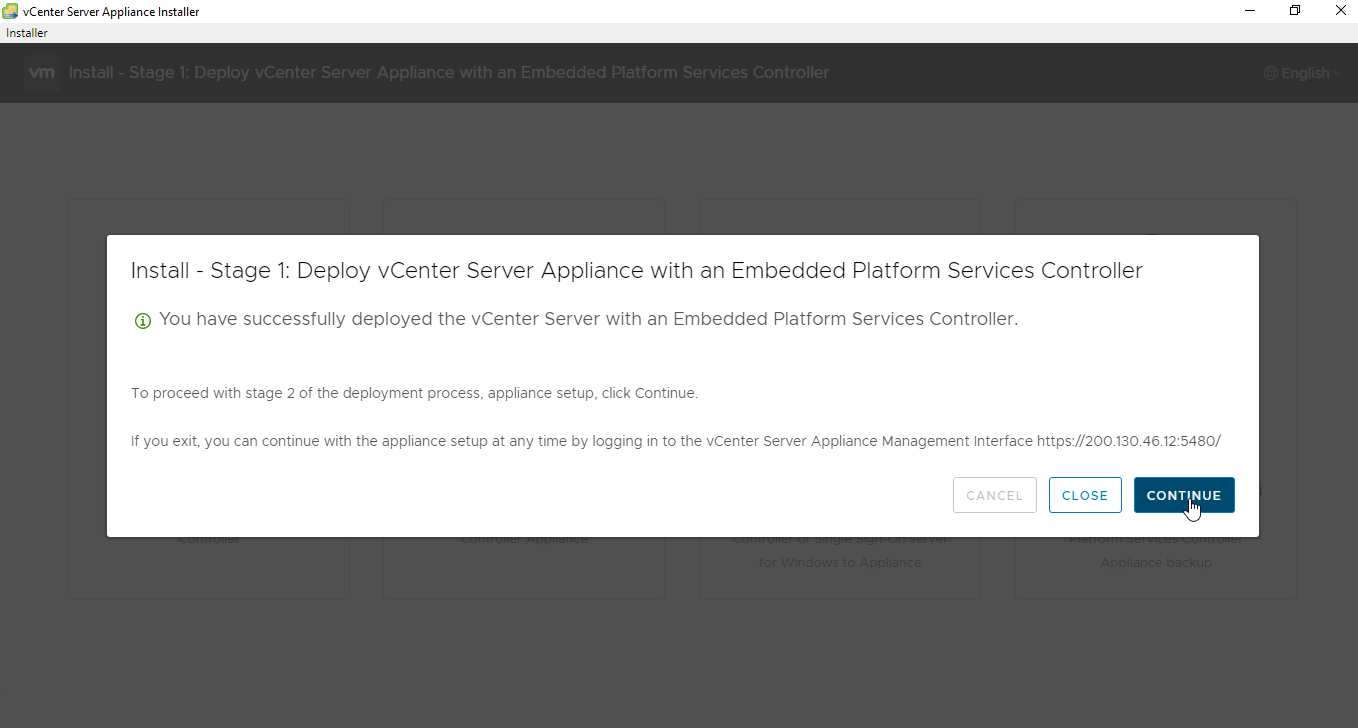 vCenter Server Appliance Installer
Installer
vm Install - Stage 1: Deploy vCenter Server Appliance with an Embedded Platform Services Controller
English
Install - Stage 1: Deploy vCenter Server Appliance with an Embedded Platform Services Controller
You have successfully deployed the vCenter Server with an Embedded Platform Services Controller.
To proceed with stage 2 of the deployment process, appliance setup, click Continue.
If you exit, you can continue with the appliance setup at any time by logging in to the vCenter Server Appliance Management Interface https://200.130.46.12:5480/
CANCEL CLOSE CONTINUE
Controller Controller Appliance Controller or Single Sign-On server Platform Services Controller
for Windows to Appliance Appliance backup